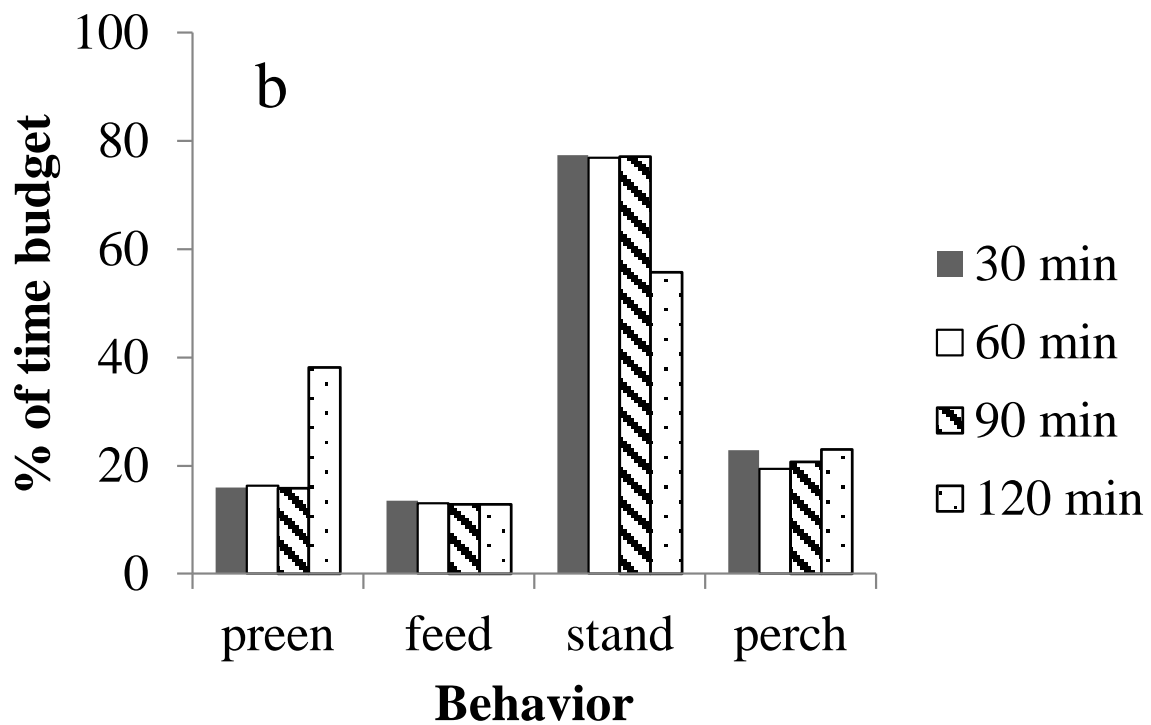 100
80
60
40
20
0
% of time budget
b
preen feed stand perch
Behavior
30 min
60 min
90 min
120 min